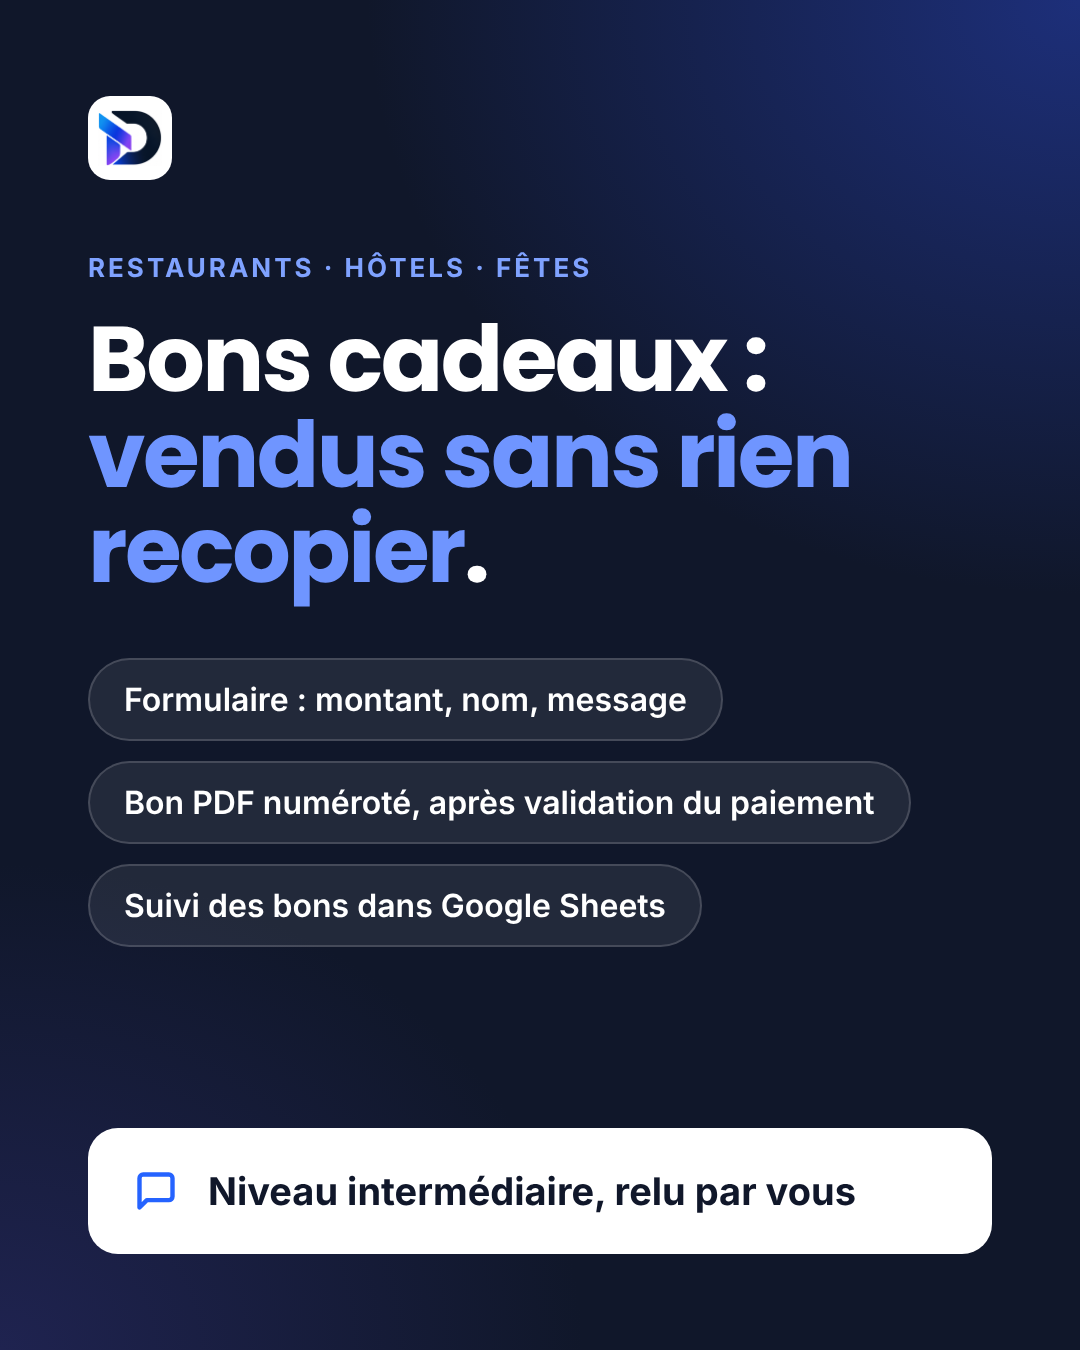 RESTAURANTS · HÔTELS · FÊTES
Bons cadeaux :
vendus sans rien
recopier.
Formulaire : montant, nom, message
Bon PDF numéroté, après validation du paiement
Suivi des bons dans Google Sheets
Niveau intermédiaire, relu par vous